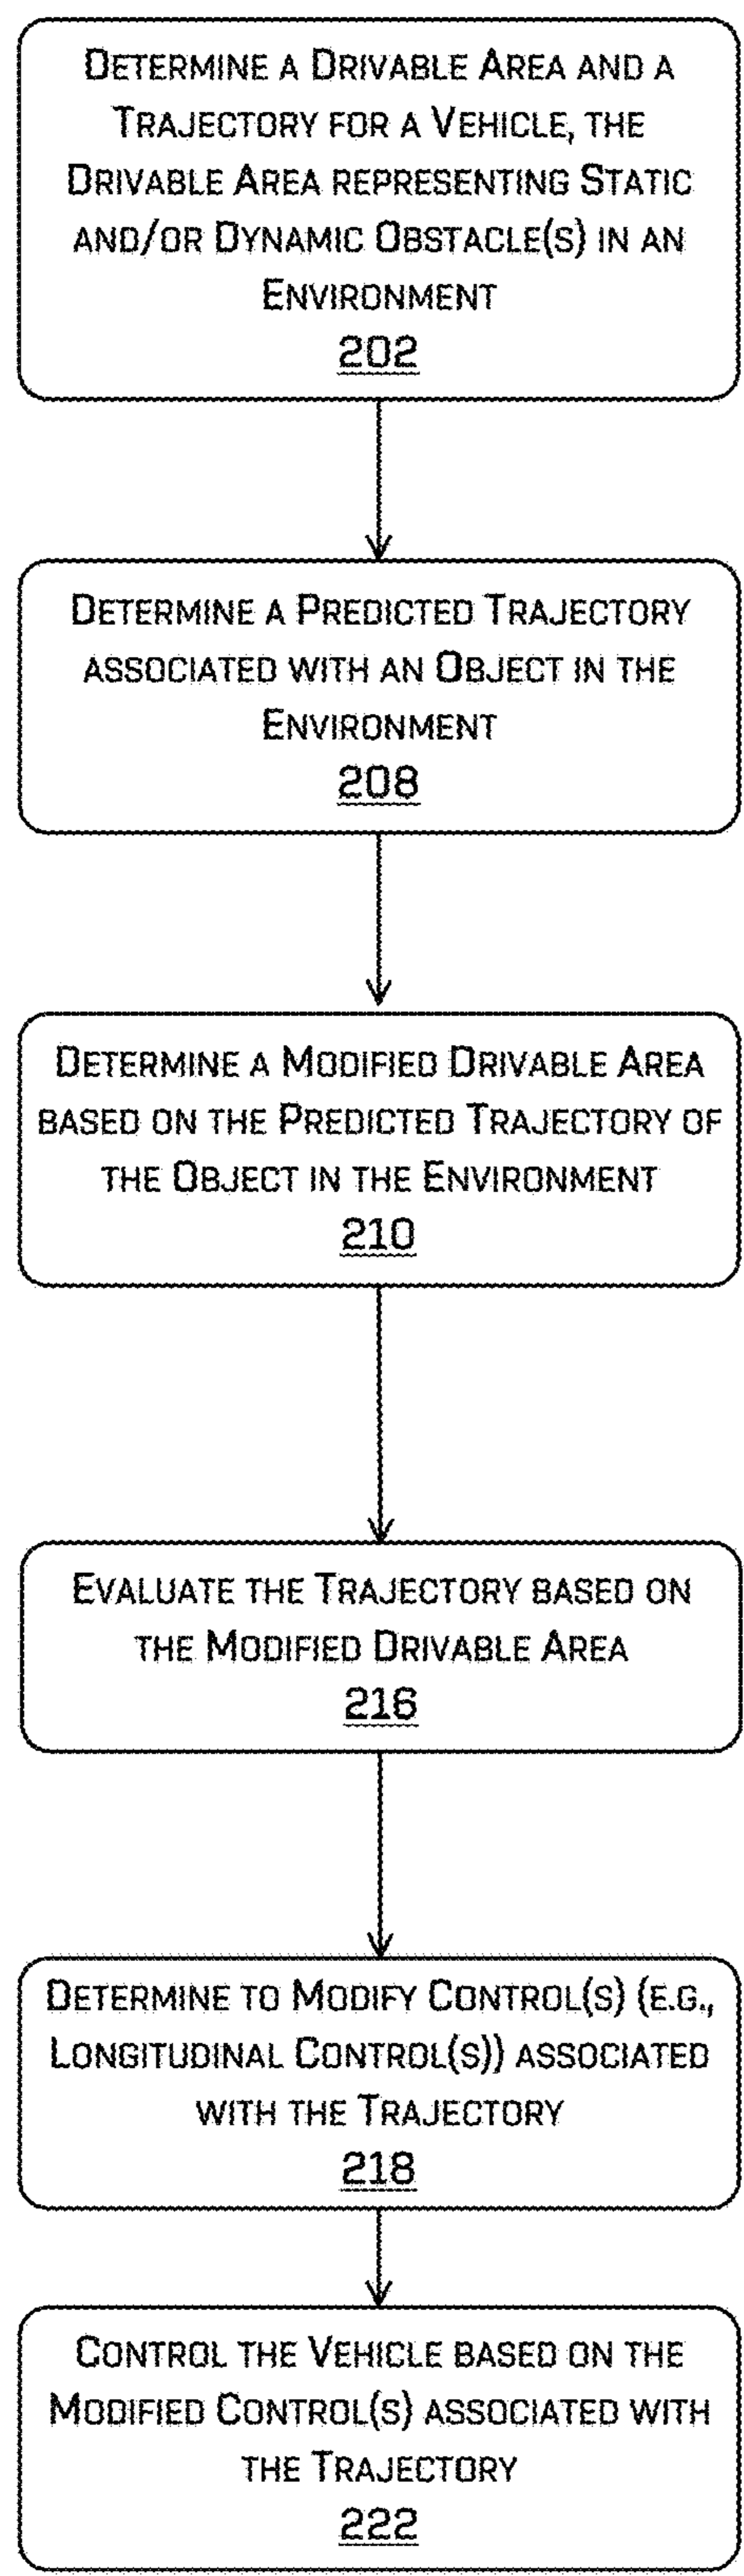 DETERMINE A DRIVABLE AREA AND A
TRAJECTORY FOR A VEHICLE, THE
DRIVABLE AREA REPRESENTING STATIC
AND/OR DYNAMIC OBSTACLE(S) IN AN
ENVIRONMENT
202
DETERMINE A PREDICTED TRAJECTORY
ASSOCIATED WITH AN OBJECT IN THE
ENVIRONMENT
208
DETERMINE A MODIFIED DRIVABLE AREA
BASED ON THE PREDICTED TRAJECTORY OF
THE OBJECT IN THE ENVIRONMENT
210
EVALUATE THE TRAJECTORY BASED ON
THE MODIFIED DRIVABLE AREA
216
DETERMINE TO MODIFY CONTROL(S) (E.G.,
LONGITUDINAL CONTROL(S)) ASSOCIATED
WITH THE TRAJECTORY
218
CONTROL THE VEHICLE BASED ON THE
MODIFIED CONTROL(S) ASSOCIATED WITH
THE TRAJECTORY
222